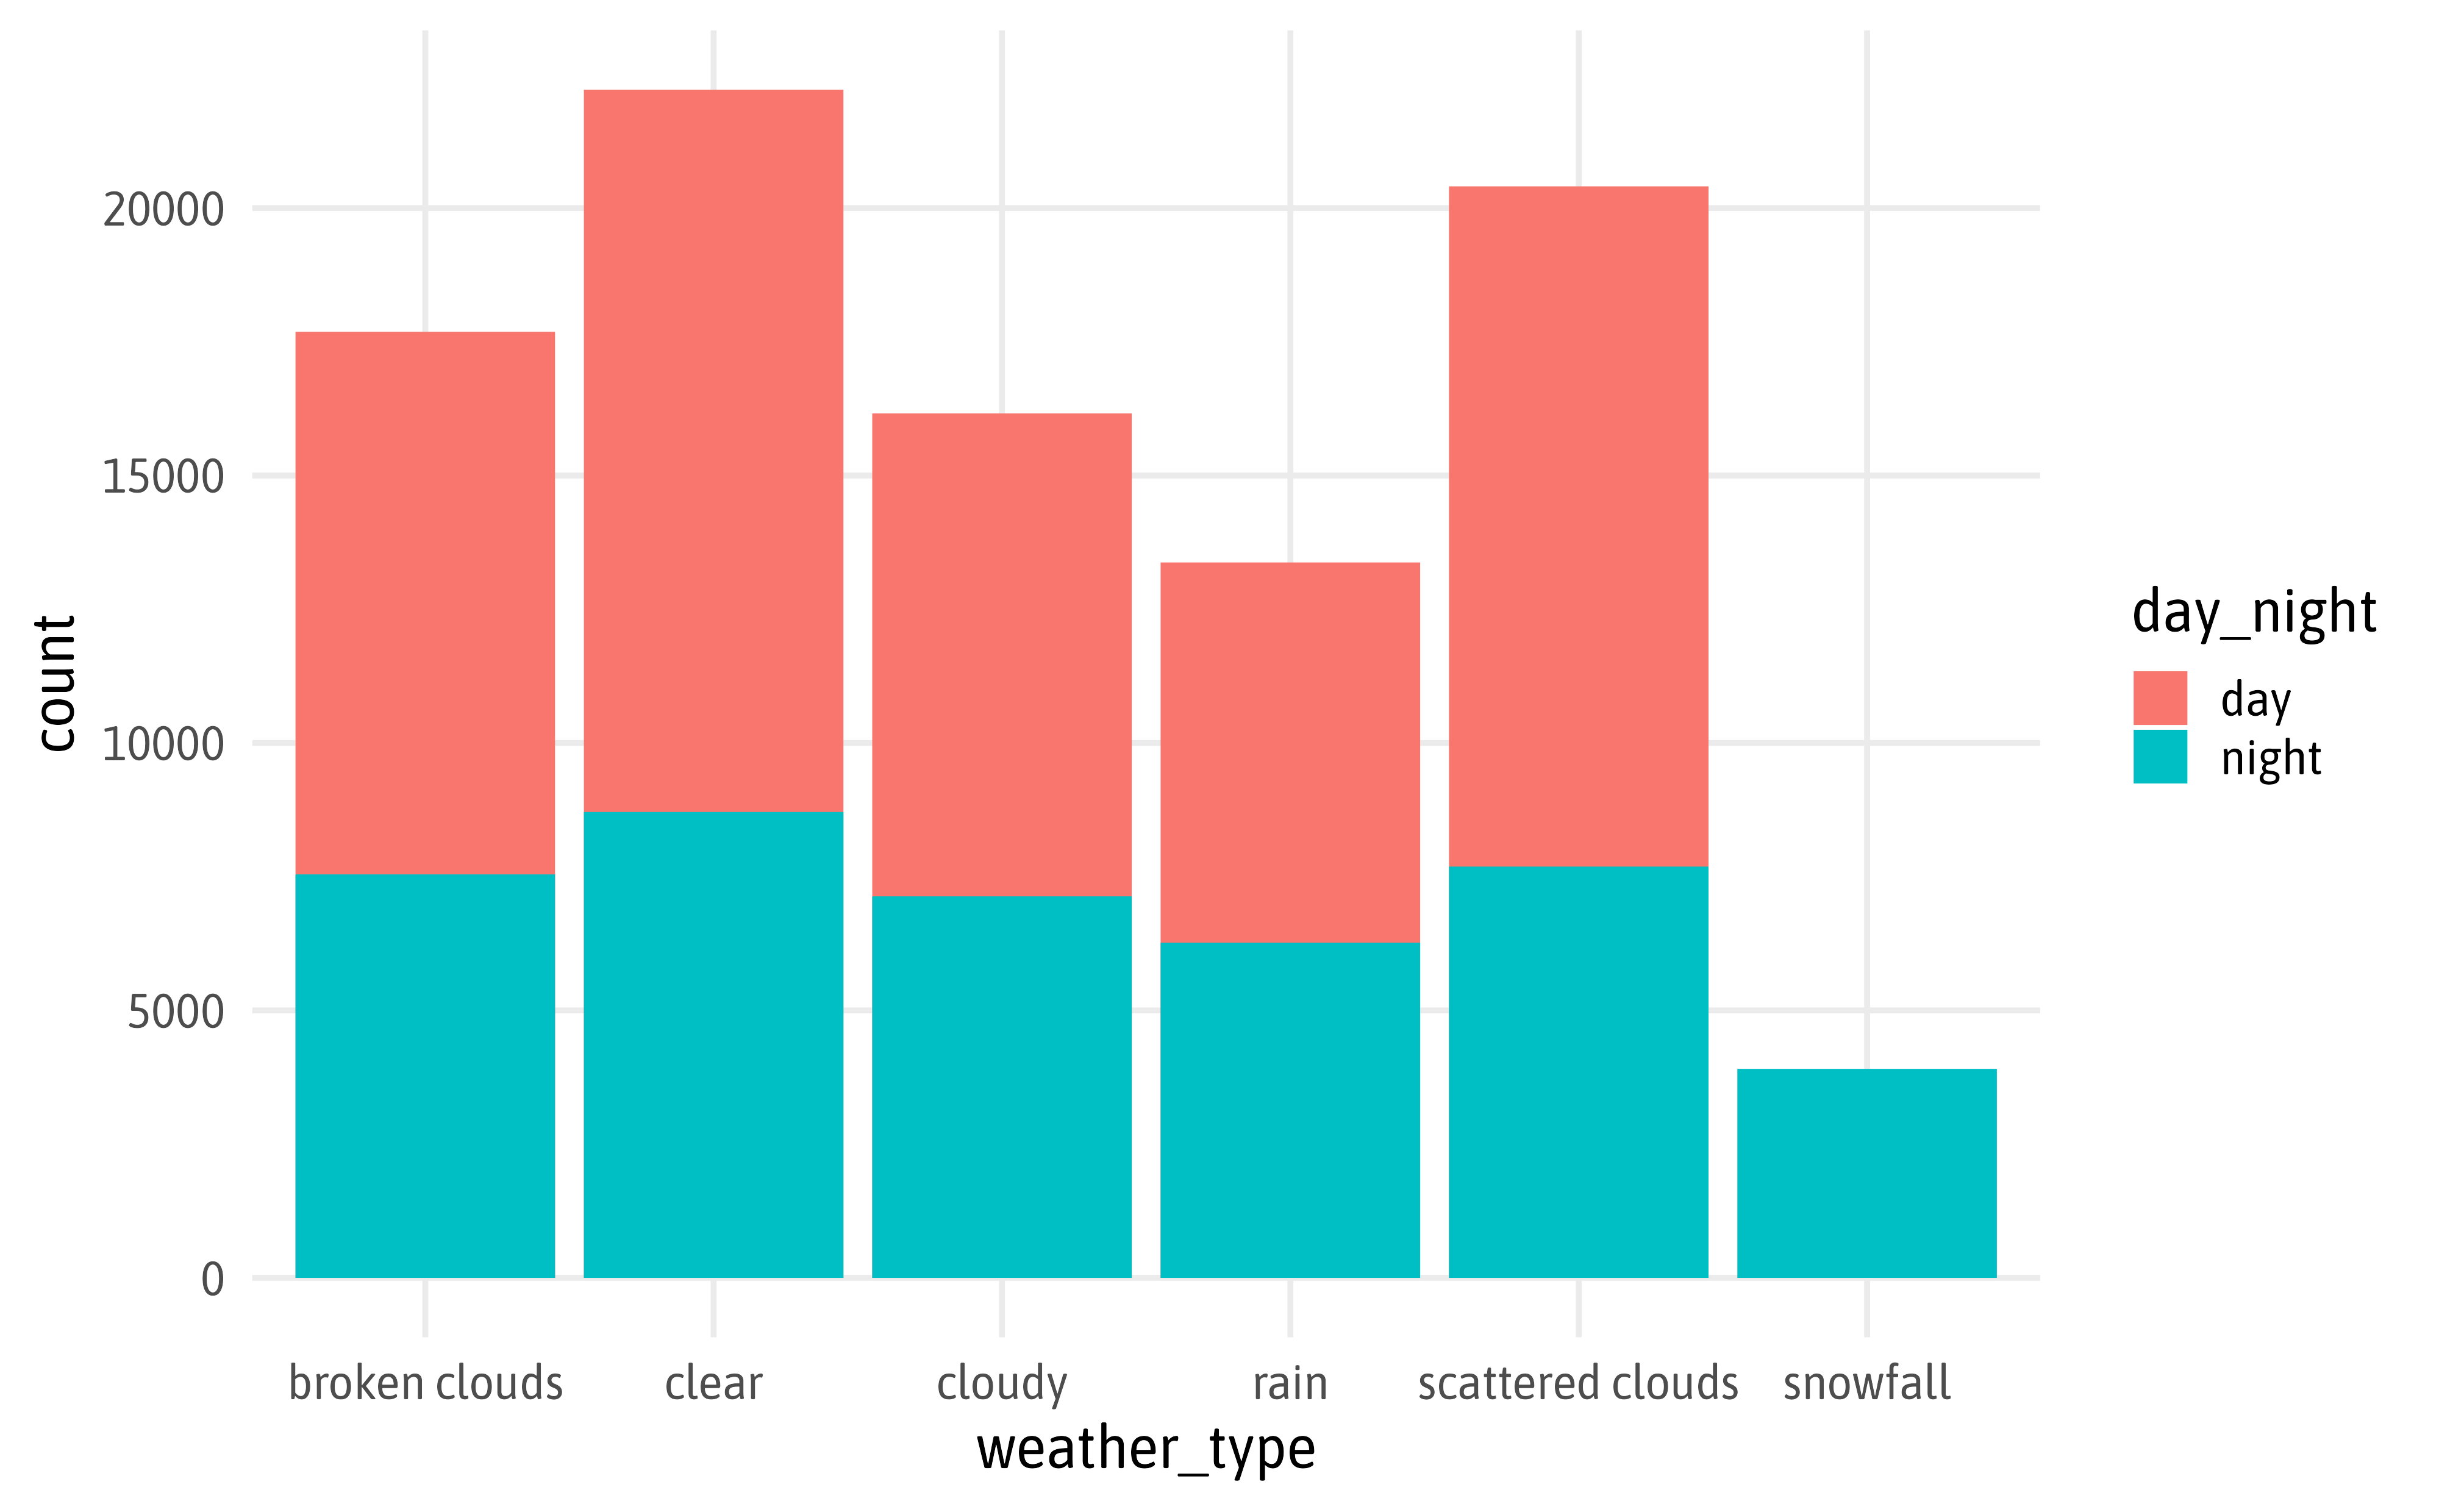 20000
15000
10000
5000
0
count
broken clouds
clear
cloudy
rain
scattered clouds
snowfall
weather_type
day_night
day
night